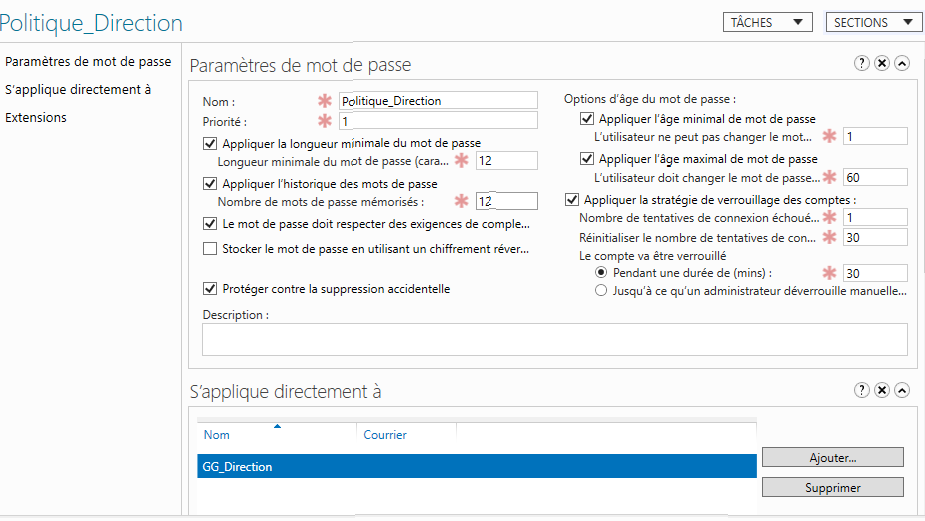 Politique_Direction
TÂCHES
SECTIONS
Paramètres de mot de passe
S'applique directement à
Extensions
Paramètres de mot de passe
Nom :
Politique_Direction
Priorité :
1
Appliquer la longueur minimale du mot de passe
Longueur minimale du mot de passe (cara...
12
Appliquer l'historique des mots de passe
Nombre de mots de passe mémorisés :
12
Le mot de passe doit respecter des exigences de comple...
Stocker le mot de passe en utilisant un chiffrement réver...
Protéger contre la suppression accidentelle
Options d'âge du mot de passe :
Appliquer l'âge minimal de mot de passe
L'utilisateur ne peut pas changer le mot...
1
Appliquer l'âge maximal de mot de passe
L'utilisateur doit changer le mot de passe...
60
Appliquer la stratégie de verrouillage des comptes :
Nombre de tentatives de connexion échoué...
1
Réinitialiser le nombre de tentatives de con...
30
Le compte va être verrouillé
Pendant une durée de (mins) :
30
Jusqu'à ce qu'un administrateur déverrouille manuelle...
Description :
S'applique directement à
Nom
Courrier
GG_Direction
Ajouter...
Supprimer